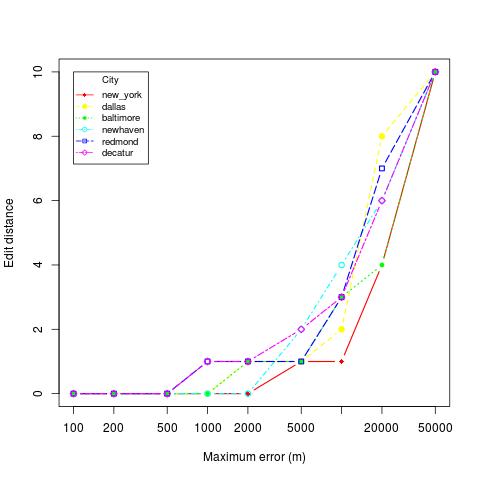 City
new_york
dallas
baltimore
newhaven
redmond
decatur
Edit distance
10
8
6
4
2
0
100 200 500 1000 2000 5000 20000 50000
Maximum error (m)